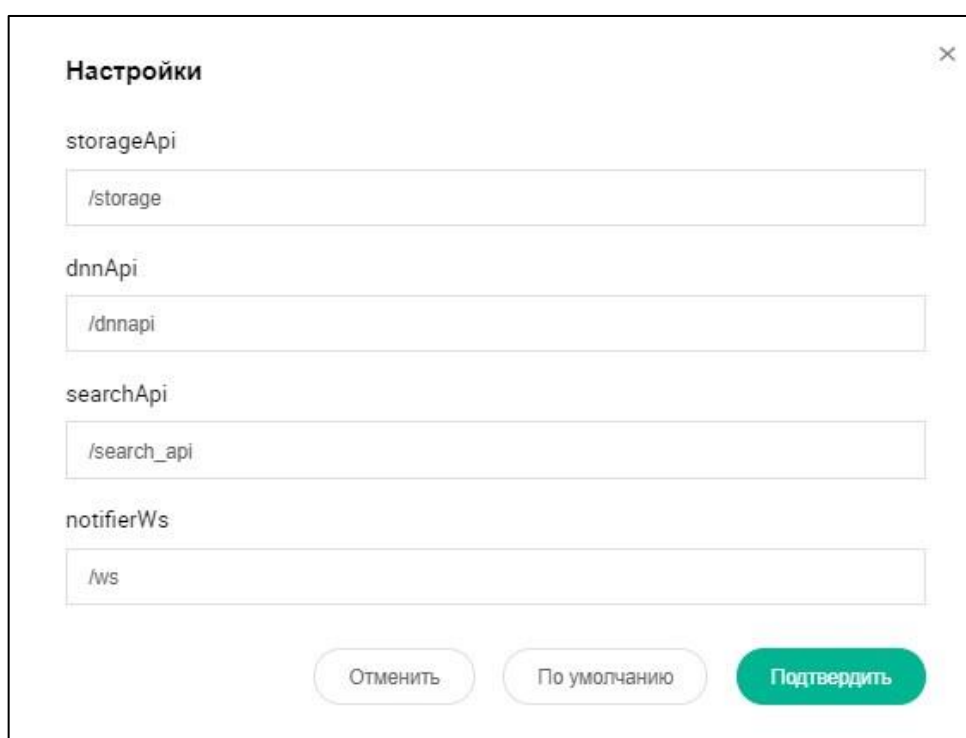 Настройки
storageApi
/storage
dnnApi
/dnnapi
searchApi
/search_api
notifierWs
/ws
Отменить По умолчанию Подтвердить